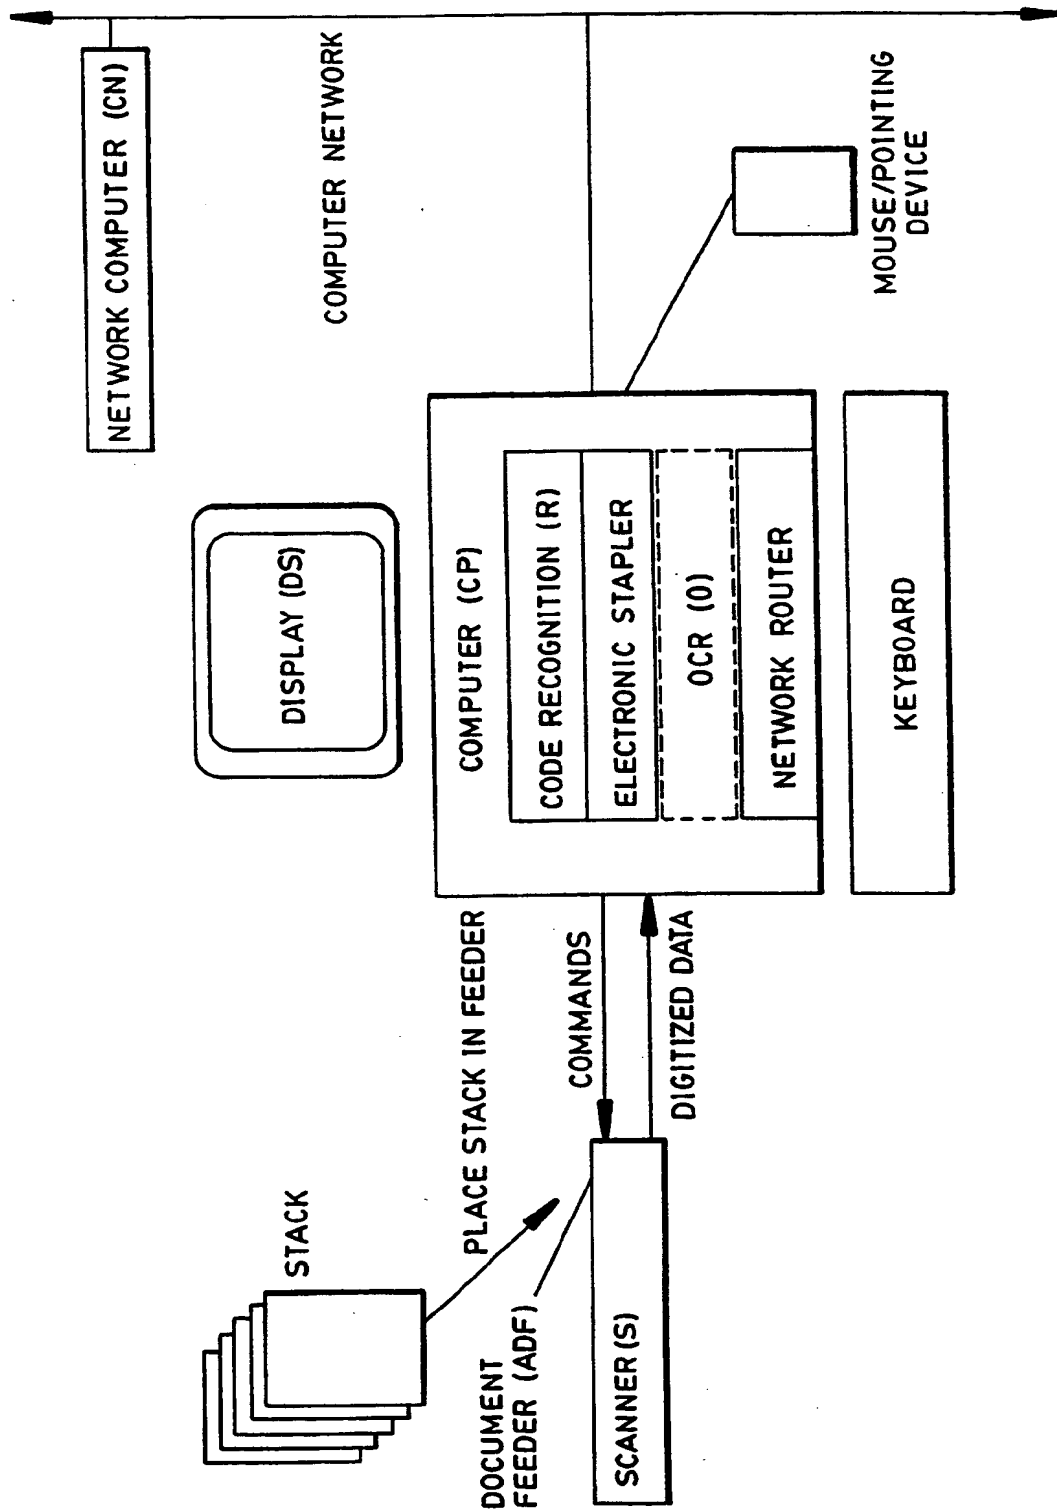 NETWORK COMPUTER (CN)
COMPUTER NETWORK
DISPLAY (DS)
STACK
PLACE STACK IN FEEDER
DOCUMENT
FEEDER (ADF)
COMMANDS
DIGITIZED DATA
SCANNER (S)
COMPUTER (CP)
CODE RECOGNITION (R)
ELECTRONIC STAPLER
OCR (O)
NETWORK ROUTER
KEYBOARD
MOUSE/POINTING
DEVICE